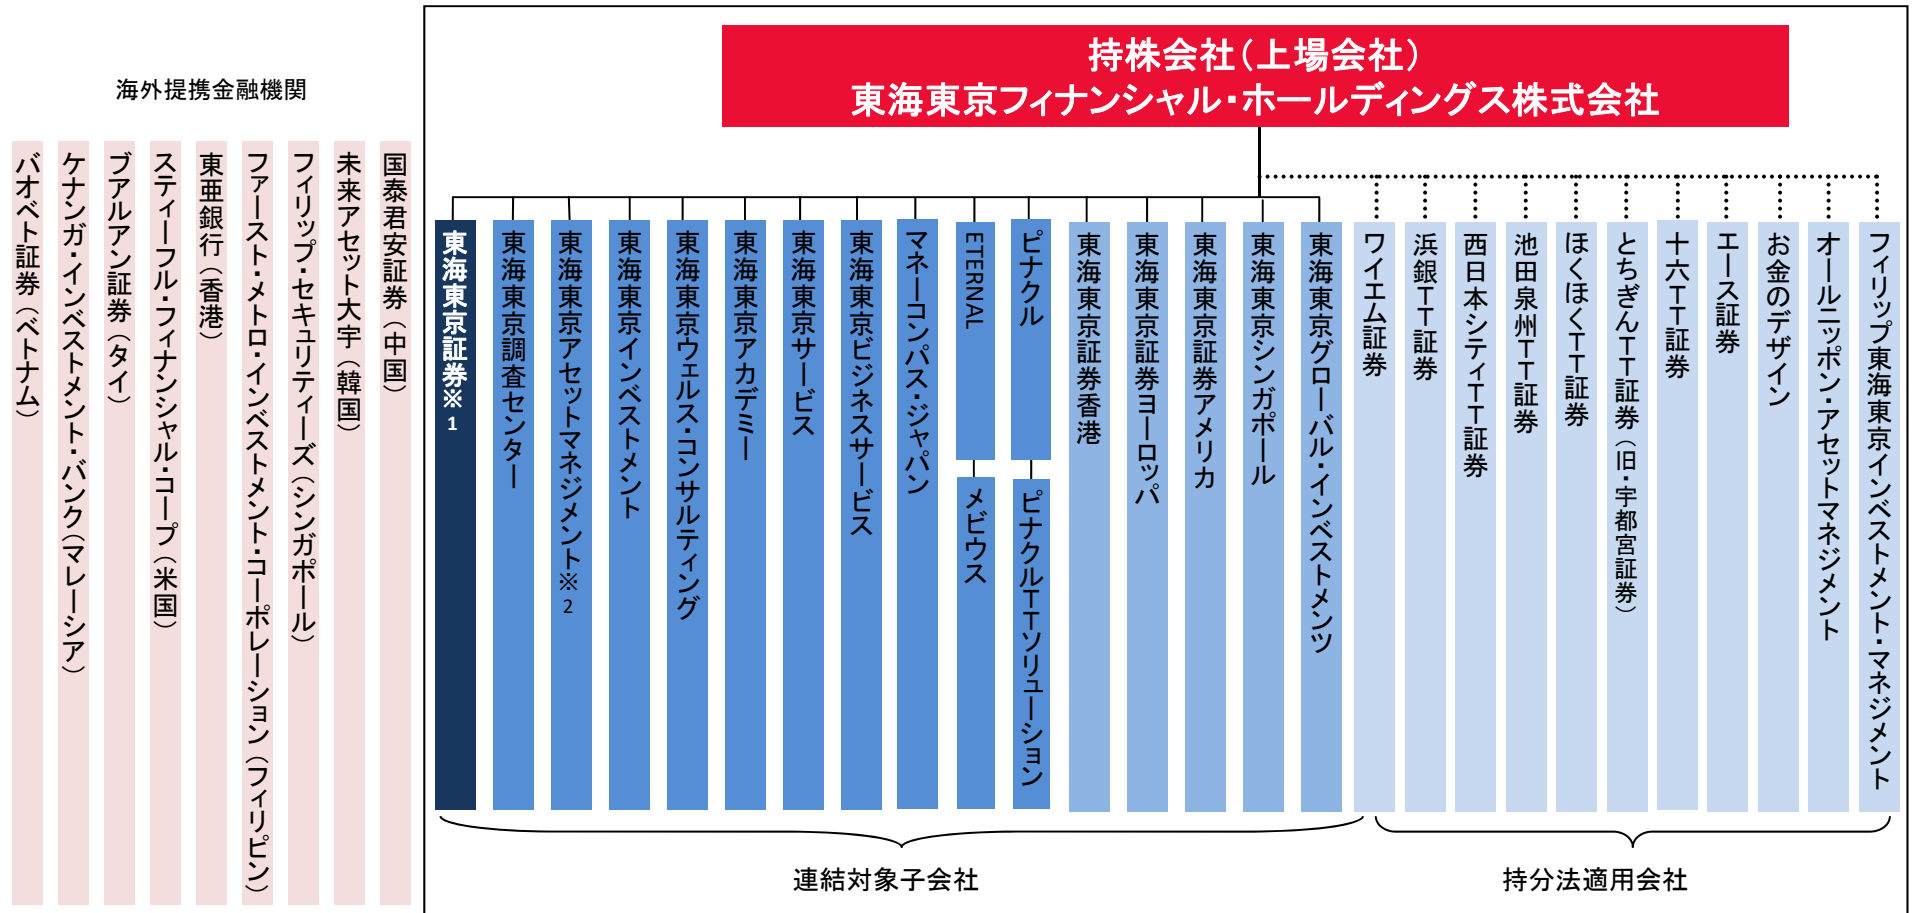 持株会社（上場会社）
東海東京フィナンシャル・ホールディングス株式会社
海外提携金融機関
バオベト証券（ベトナム）
ケナンガ・インベストメント・バンク（マレーシア）
ブアルアン証券（タイ）
スティーフル・フィナンシャル・コープ（米国）
東亜銀行（香港）
ファースト・メトロ・インベストメント・コーポレーション（フィリピン）
フィリップ・セキュリティーズ（シンガポール）
未来アセット大宇（韓国）
国泰君安証券（中国）
東海東京証券※1
東海東京調査センター
東海東京アセットマネジメント※2
東海東京インベストメント
東海東京ウェルス・コンサルティング
東海東京アカデミー
東海東京サービス
東海東京ビジネスサービス
マネーコンパス・ジャパン
ETERNAL
メビウス
ピナクル
ピナクルTTソリューション
東海東京証券香港
東海東京証券ヨーロッパ
東海東京証券アメリカ
東海東京シンガポール
東海東京グローバル・インベストメンツ
ワイエム証券
浜銀TT証券
西日本シティTT証券
池田泉州TT証券
ほくほくTT証券
とちぎんTT証券（旧・宇都宮証券）
十六TT証券
エース証券
お金のデザイン
オールニッポン・アセットマネジメント
フィリップ東海東京インベストメント・マネジメント
連結対象子会社
持分法適用会社